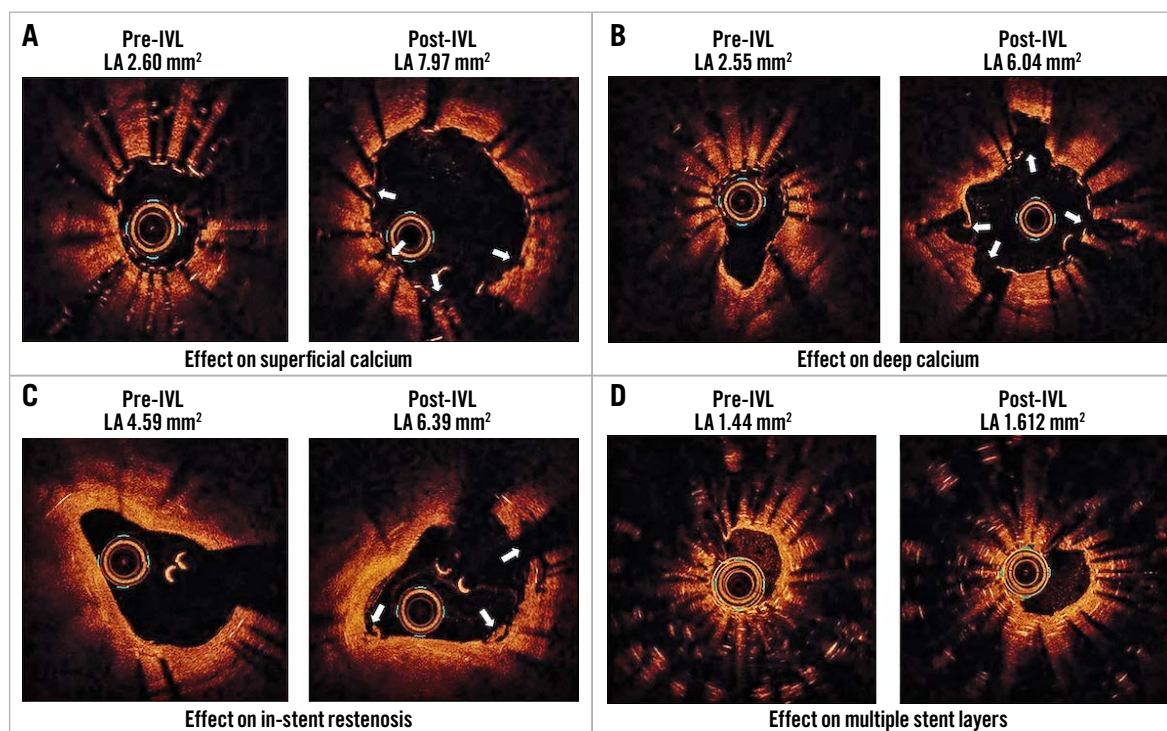 A
Pre-IVL
LA 2.60 mm²
Post-IVL
LA 7.97 mm²
Effect on superficial calcium
B
Pre-IVL
LA 2.55 mm²
Post-IVL
LA 6.04 mm²
Effect on deep calcium
C
Pre-IVL
LA 4.59 mm²
Post-IVL
LA 6.39 mm²
Effect on in-stent restenosis
D
Pre-IVL
LA 1.44 mm²
Post-IVL
LA 1.612 mm²
Effect on multiple stent layers